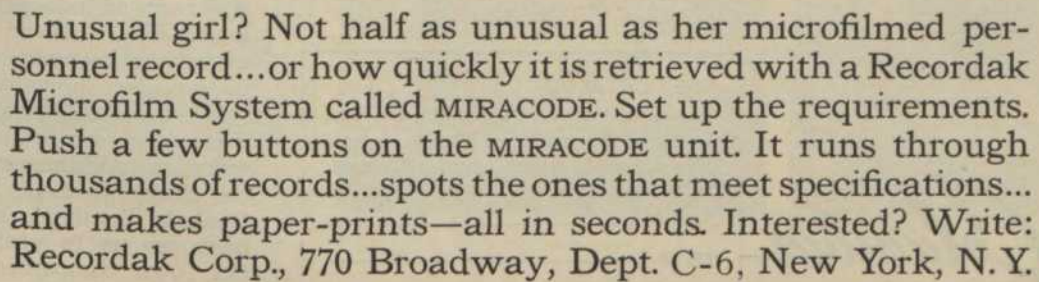 Unusual girl? Not half as unusual as her microfilmed per-
sonnel record...or how quickly it is retrieved with a Recordak
Microfilm System called MIRACODE. Set up the requirements.
Push a few buttons on the MIRACODE unit. It runs through
thousands of records...spots the ones that meet specifications...
and makes paper-prints—all in seconds. Interested? Write:
Recordak Corp., 770 Broadway, Dept. C-6, New York, N.Y.